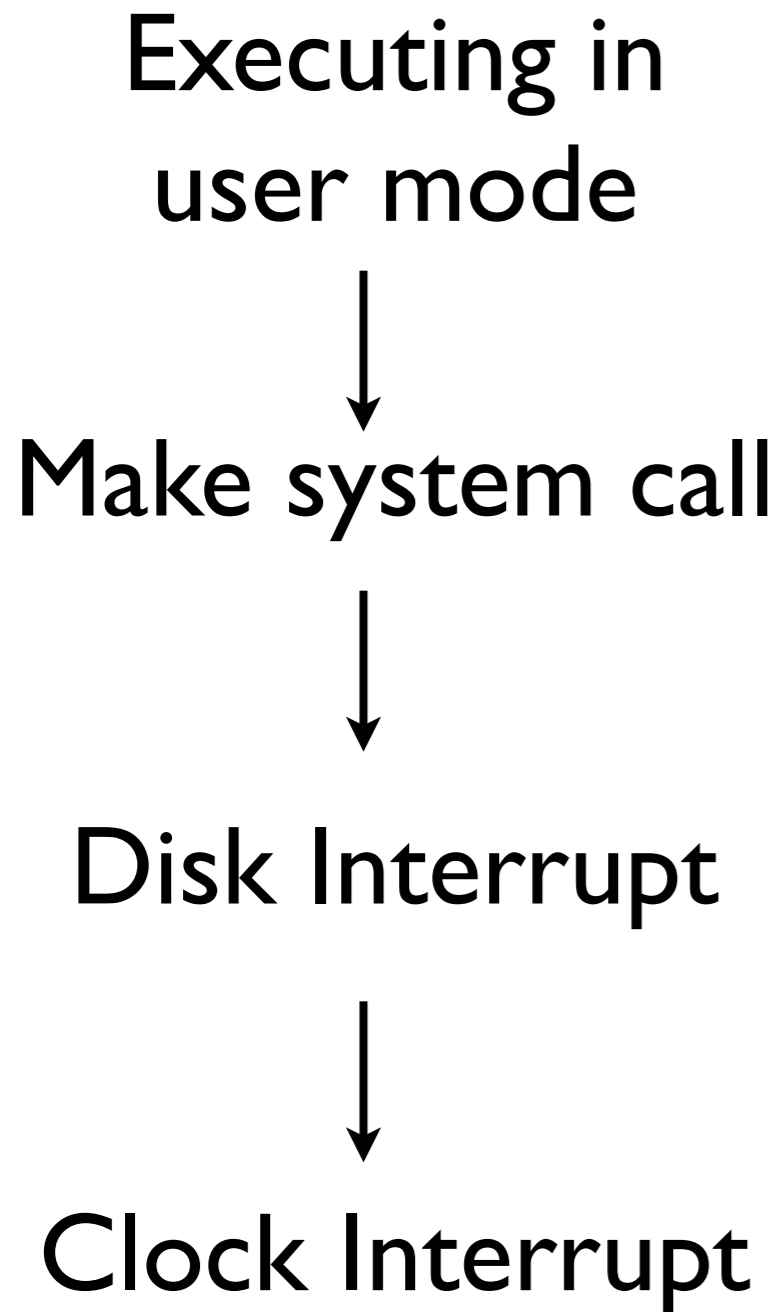 Executing in
user mode
Make system call
Disk Interrupt
Clock Interrupt